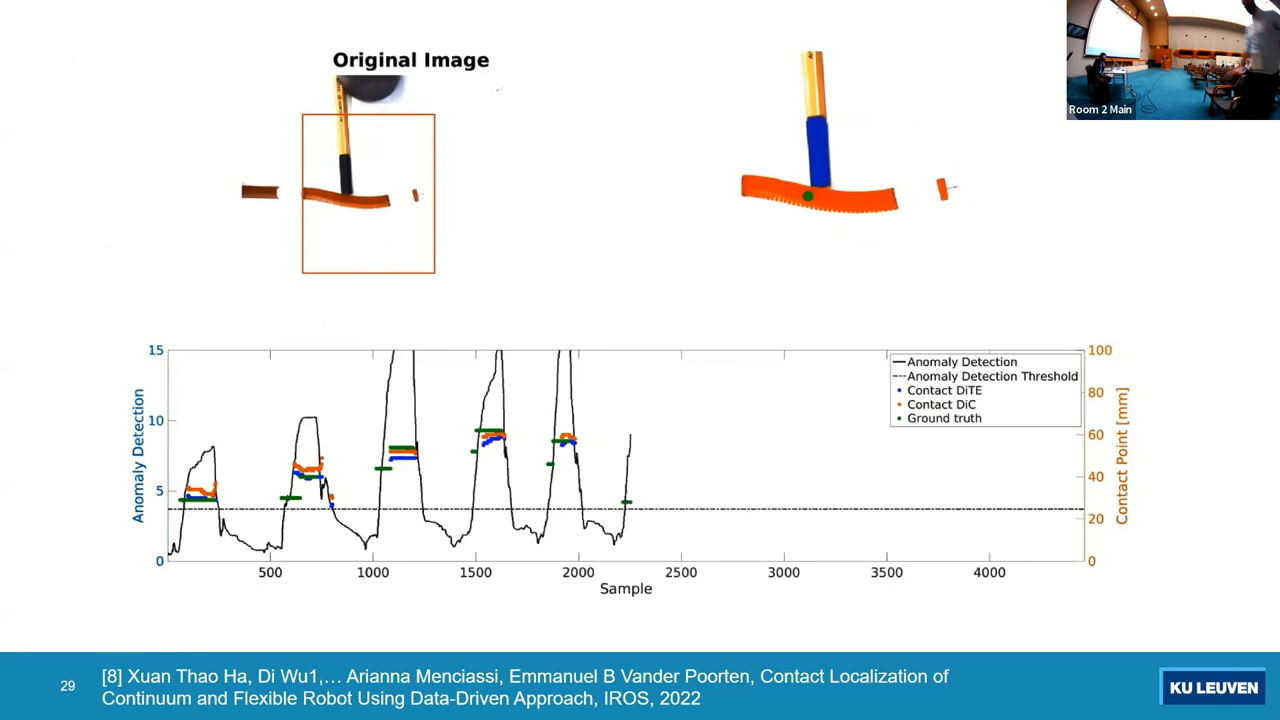 Original Image
Room 2 Main
15
10
5
0
Anomaly Detection
500
1000
1500
2000
2500
3000
3500
4000
Sample
100
80
60
40
20
0
Contact Point [mm]
Anomaly Detection
Anomaly Detection Threshold
Contact DiTE
Contact DiC
Ground truth
29
[8] Xuan Thao Ha, Di Wu1,… Arianna Menciassi, Emmanuel B Vander Poorten, Contact Localization of
Continuum and Flexible Robot Using Data-Driven Approach, IROS, 2022
KU LEUVEN